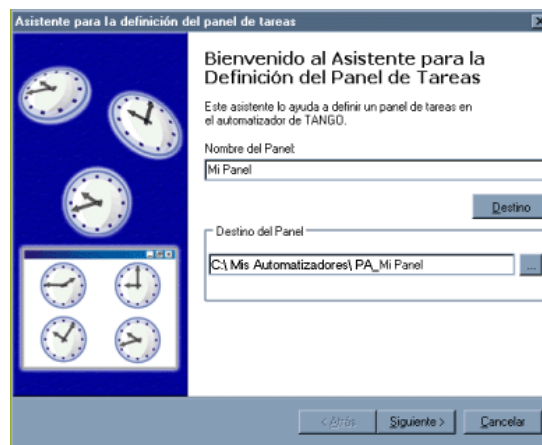 Asistente para la definición del panel de tareas
Bienvenido al Asistente para la
Definición del Panel de Tareas
Este asistente lo ayuda a definir un panel de tareas en
el automatizador de TANGO.
Nombre del Panel:
Mi Panel
Destino
Destino del Panel
C:\ Mis Automatizadores\ PA_Mi Panel
...
< Atrás
Siguiente >
Cancelar